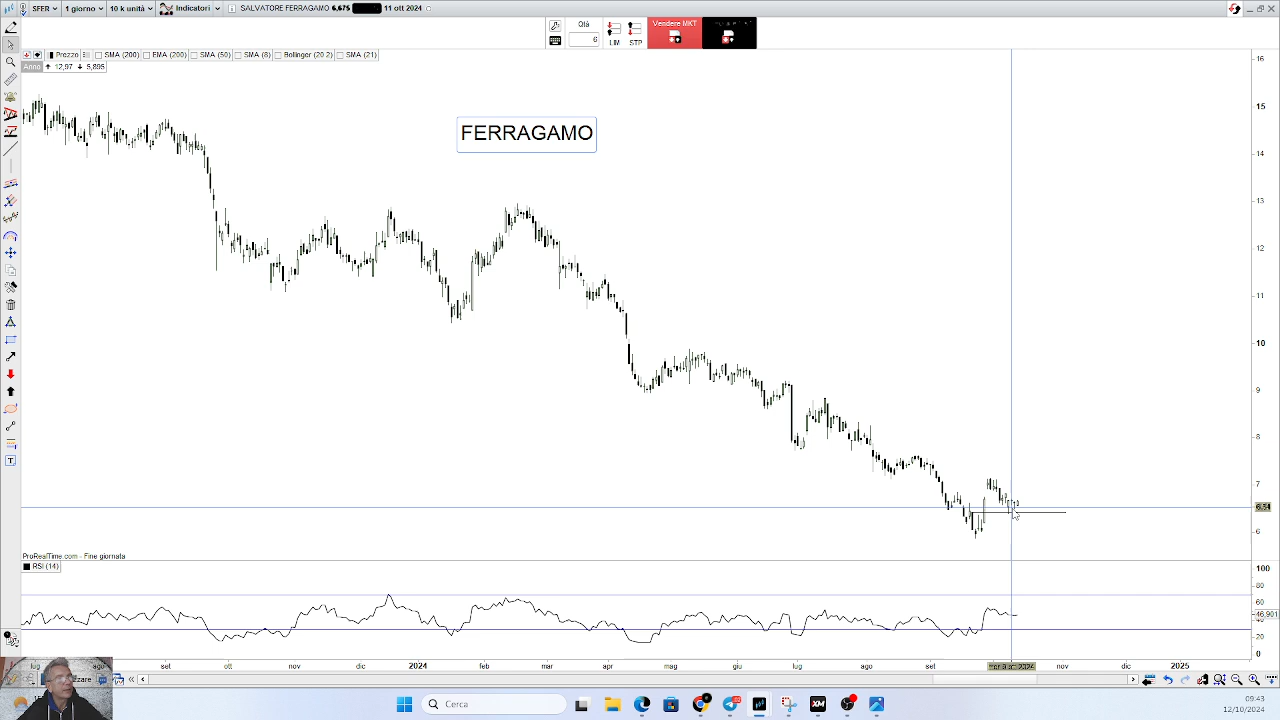 SFER 1 giorno 10 k unità Indicatori SALVATORE FERRAGAMO 11 ott 2024
Qtà Vendere MKT
6 LIM STP
Prezzo SMA (200) EMA (200) SMA (50) Bollinger (20 2) SMA (21)
Anno 12,97 5,895
FERRAGAMO
16
15
14
13
12
11
10
9
8
7
6
ProRealTime.com - Fine giornata
RSI (14)
100
80
60
40
20
0
lug set ott nov dic 2024 feb mar apr mag giu lug ago set nov dic 2025
Cerca
09:43
12/10/2024